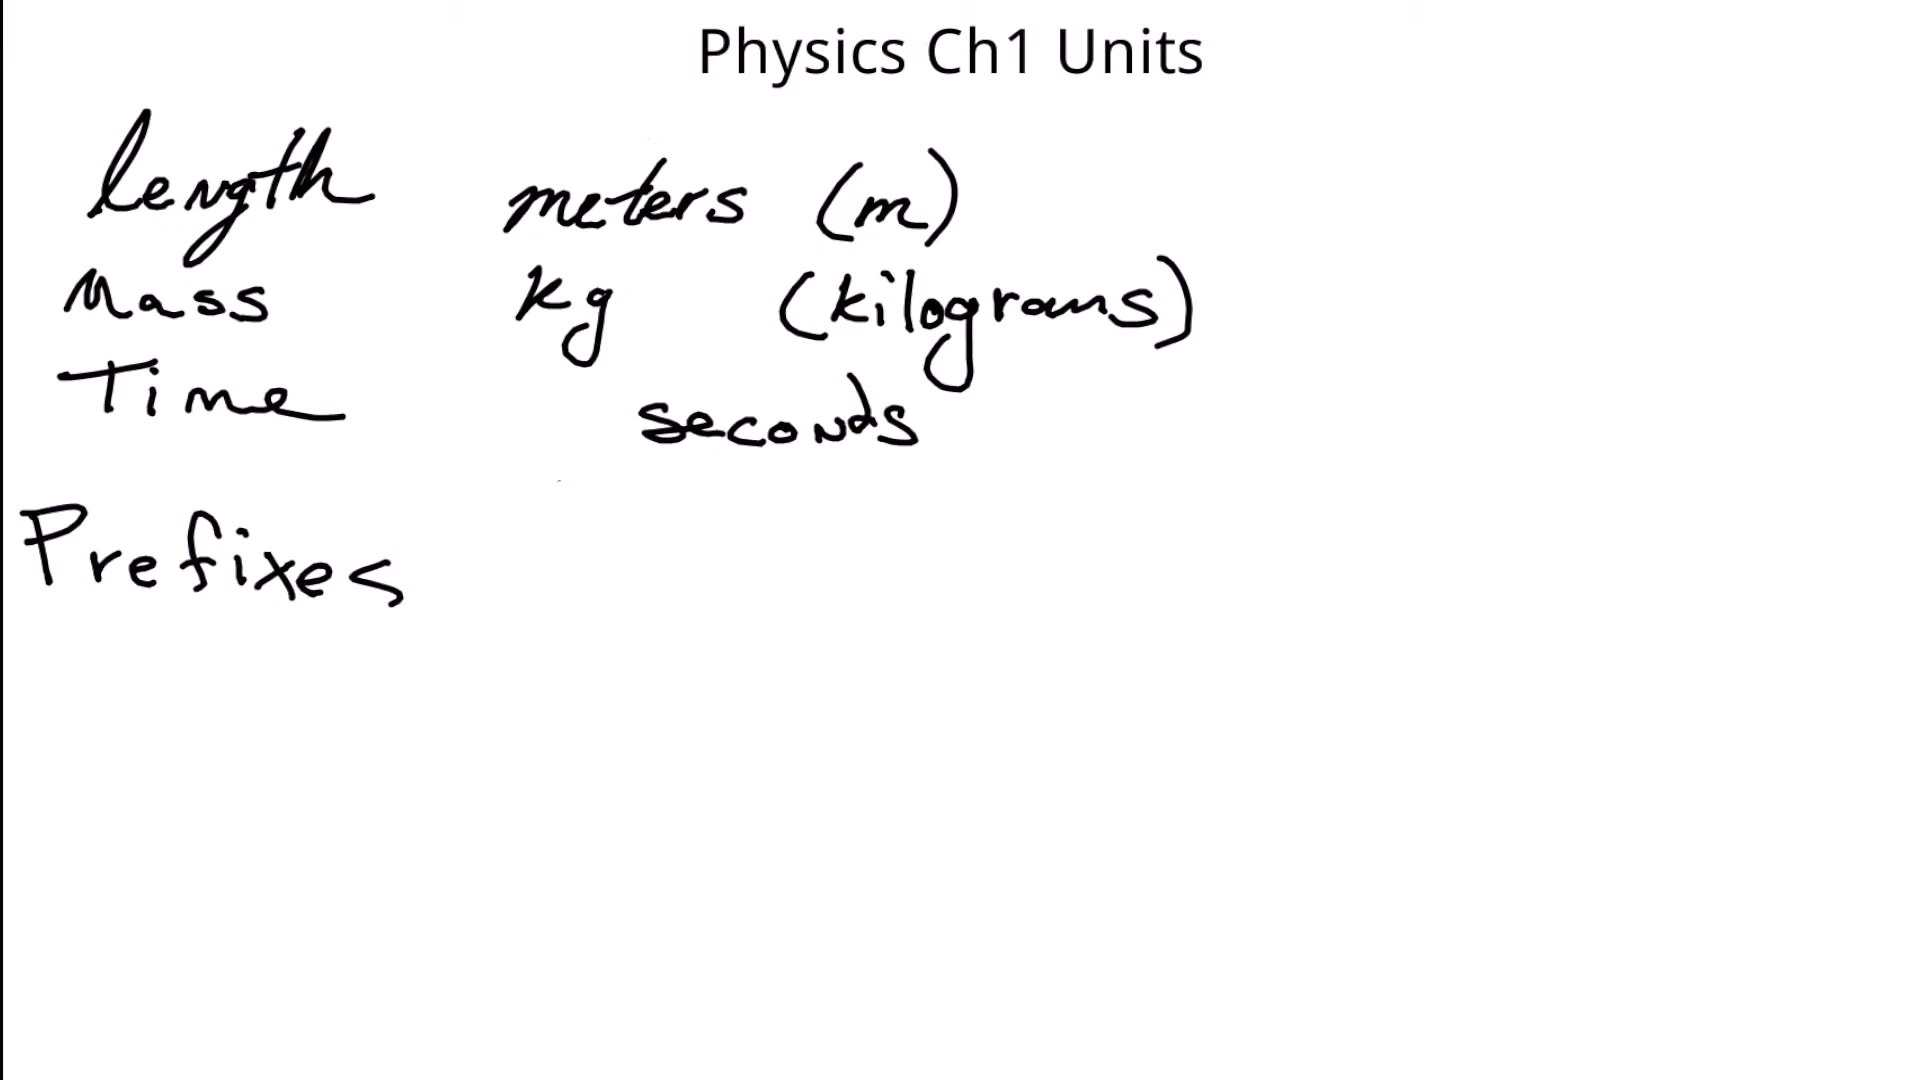 Physics Ch1 Units
length meters (m)
Mass kg (kilograms)
Time seconds
Prefixes